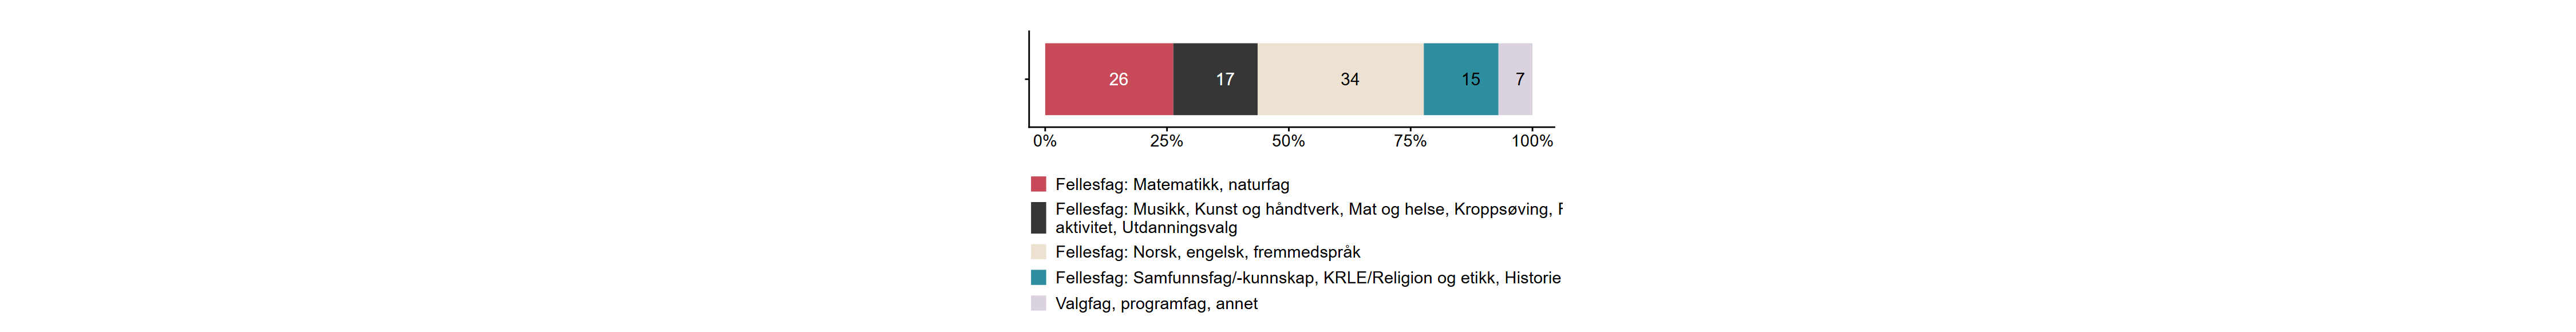 26 17 34 15 7
0% 25% 50% 75% 100%
Fellesfag: Matematikk, naturfag
Fellesfag: Musikk, Kunst og håndtverk, Mat og helse, Kroppsøving,
aktivitet, Utdanningsvalg
Fellesfag: Norsk, engelsk, fremmedspråk
Fellesfag: Samfunnsfag/-kunnskap, KRLE/Religion og etikk, Historie
Valgfag, programfag, annet